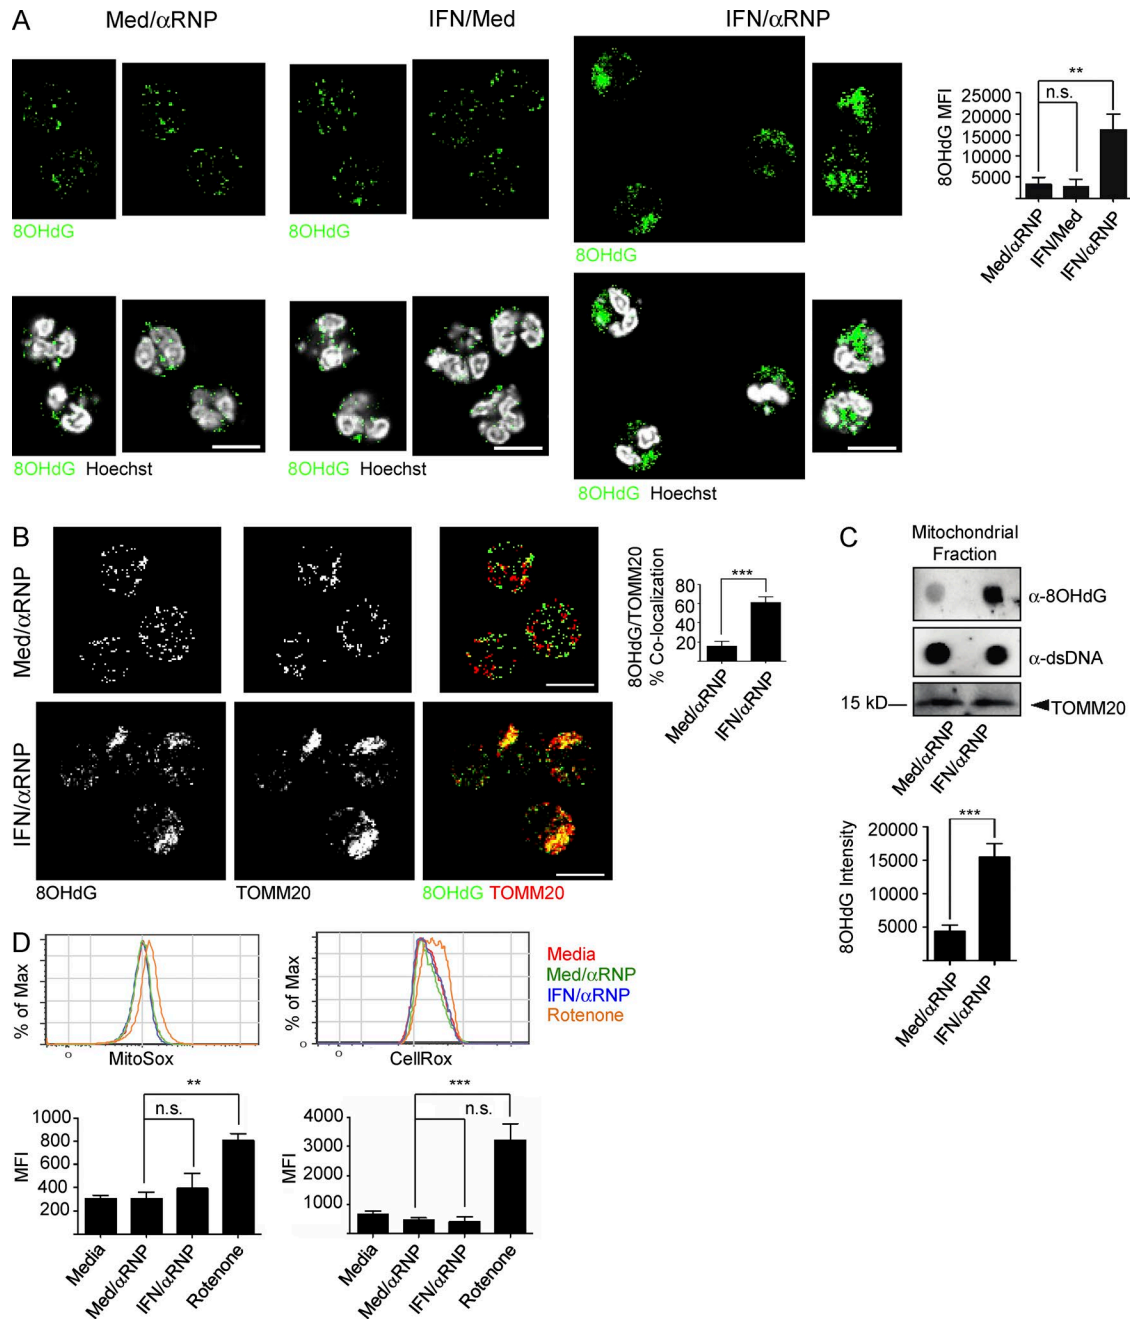 A
Med/αRNP
IFN/Med
IFN/αRNP
8OHdG
8OHdG
8OHdG
8OHdG Hoechst
8OHdG Hoechst
8OHdG Hoechst
**
n.s.
25000
20000
15000
10000
5000
8OHdG MFI
Med/αRNP
IFN/Med
IFN/αRNP
B
Med/αRNP
IFN/αRNP
8OHdG
TOMM20
8OHdG TOMM20
***
80
60
40
20
8OHdG/TOMM20
% Co-localization
Med/αRNP
IFN/αRNP
C
Mitochondrial
Fraction
α-8OHdG
α-dsDNA
15 kD
TOMM20
Med/αRNP
IFN/αRNP
***
20000
15000
10000
5000
8OHdG Intensity
Med/αRNP
IFN/αRNP
D
% of Max
0
MitoSox
% of Max
0
0
CellRox
Media
Med/αRNP
IFN/αRNP
Rotenone
**
n.s.
1000
800
600
400
200
MFI
Media
Med/αRNP
IFN/αRNP
Rotenone
***
n.s.
4000
3000
2000
1000
MFI
Media
Med/αRNP
IFN/αRNP
Rotenone